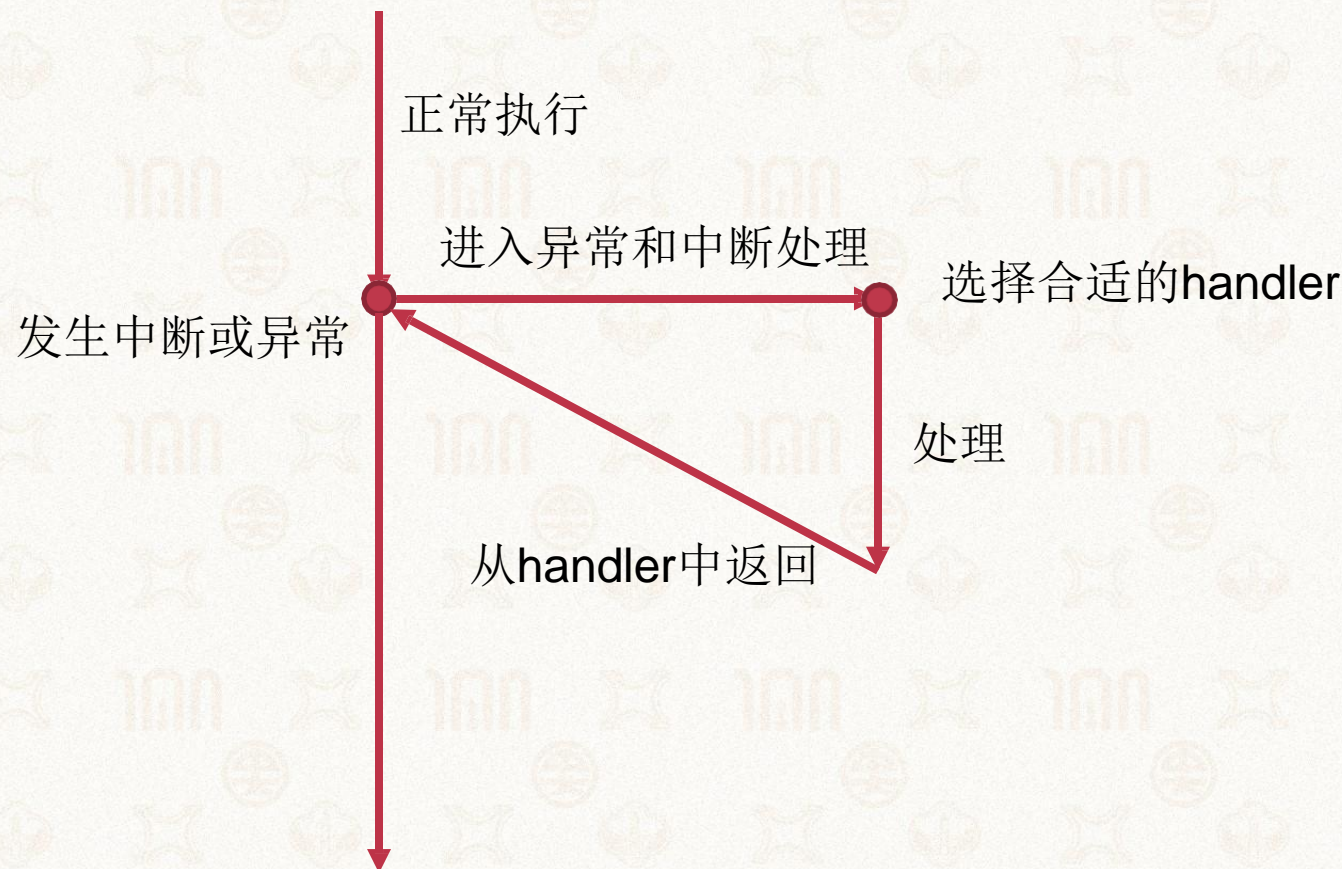 正常执行
进入异常和中断处理
选择合适的handler
发生中断或异常
处理
从handler中返回